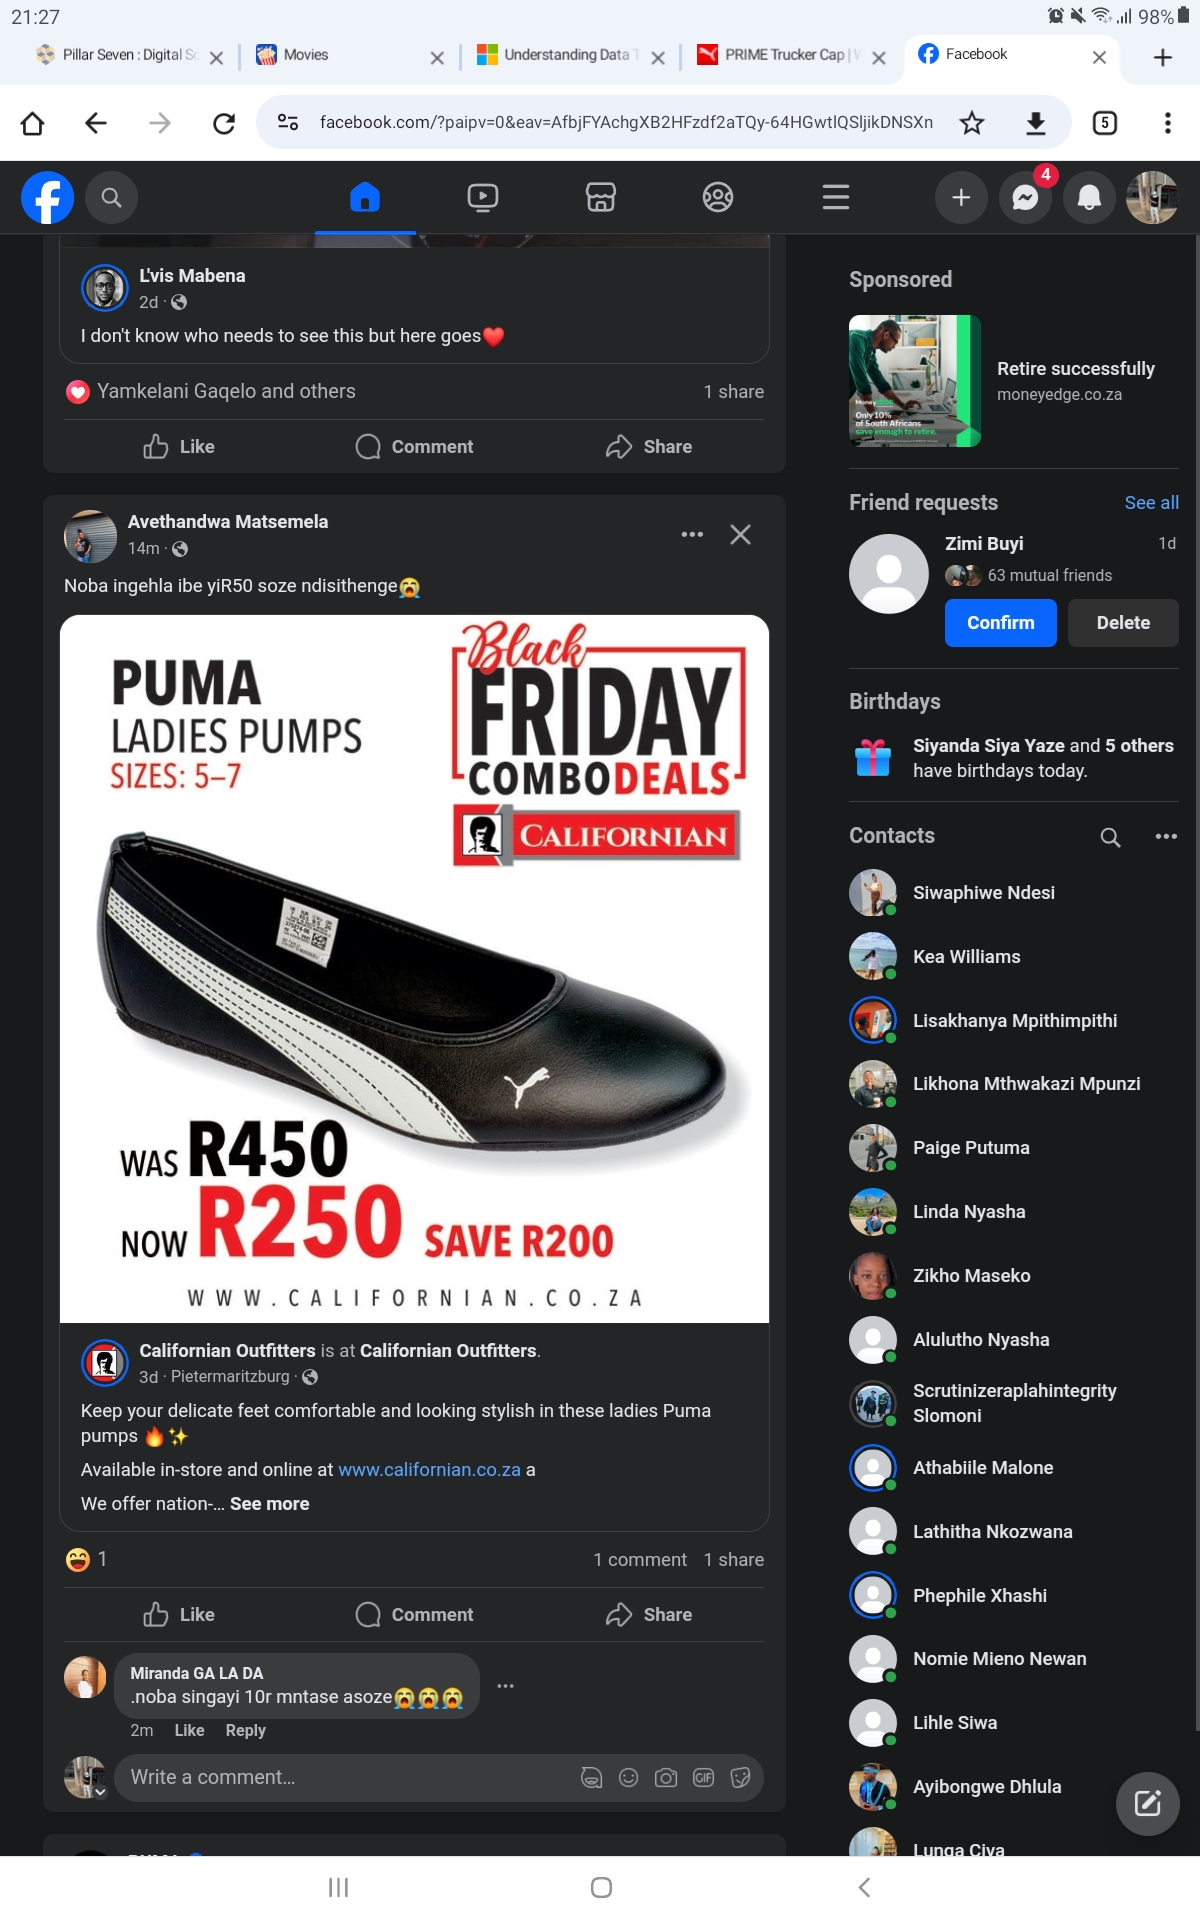 21:27
98%
Pillar Seven : Digital Sc
Movies
Understanding Data T
PRIME Trucker Cap | W
Facebook
facebook.com/?paipv=0&eav=AfbjFYAchgXB2HFzdf2aTQy-64HGwtlQSljikDNSXn
5
4
L'vis Mabena
2d ·
I don't know who needs to see this but here goes❤️
Yamkelani Gaqelo and others
1 share
Like
Comment
Share
Avethandwa Matsemela
14m ·
Noba ingehla ibe yiR50 soze ndisithenge😭
PUMA
LADIES PUMPS
SIZES: 5–7
Black
FRIDAY
COMBODEALS
CALIFORNIAN
WAS R450
NOW R250 SAVE R200
WWW.CALIFORNIAN.CO.ZA
Californian Outfitters is at Californian Outfitters.
3d · Pietermaritzburg ·
Keep your delicate feet comfortable and looking stylish in these ladies Puma
pumps 🔥✨
Available in-store and online at www.californian.co.za a
We offer nation-... See more
😆 1
1 comment 1 share
Like
Comment
Share
Miranda GA LA DA
.noba singayi 10r mntase asoze😭😭😭
2m Like Reply
Write a comment...
GIF
Sponsored
Money
Only 10%
of South Africans
save enough to retire.
Retire successfully
moneyedge.co.za
Friend requests
See all
Zimi Buyi
1d
63 mutual friends
Confirm
Delete
Birthdays
Siyanda Siya Yaze and 5 others
have birthdays today.
Contacts
Siwaphiwe Ndesi
Kea Williams
Lisakhanya Mpithimpithi
Likhona Mthwakazi Mpunzi
Paige Putuma
Linda Nyasha
Zikho Maseko
Alulutho Nyasha
Scrutinizeraplahintegrity
Slomoni
Athabiile Malone
Lathitha Nkozwana
Phephile Xhashi
Nomie Mieno Newan
Lihle Siwa
Ayibongwe Dhlula
Lunga Ciya